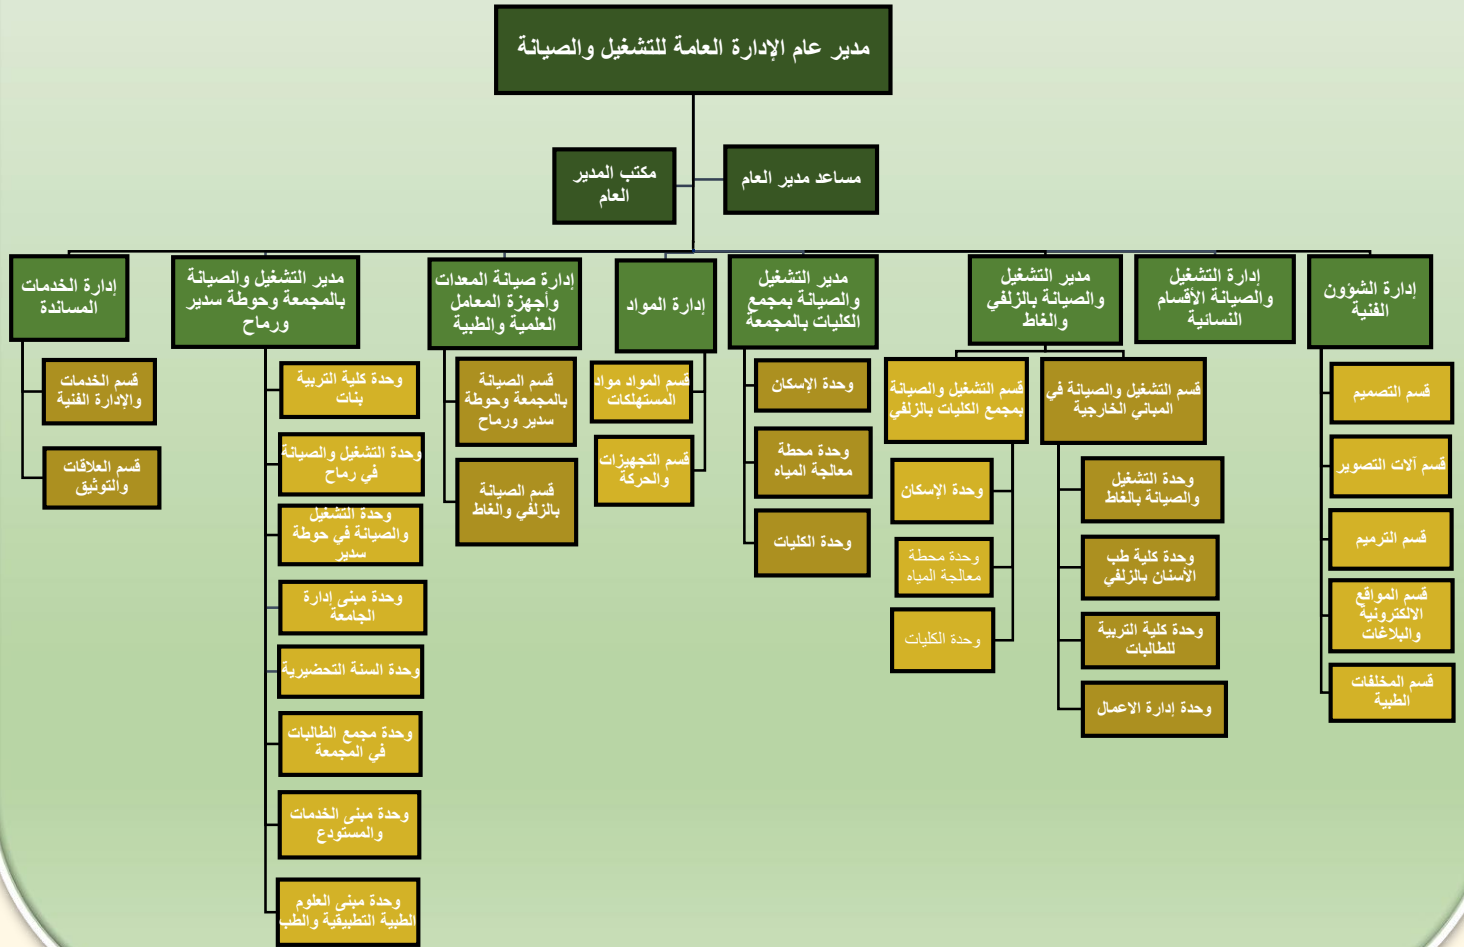 مدير عام الإدارة العامة للتشغيل والصيانة
مساعد مدير العام
مكتب المدير
العام
إدارة الشؤون
الفنية
قسم التصميم
قسم آلات التصوير
قسم الترميم
قسم المواقع
الالكترونية
والبلاغات
قسم المخلفات
الطبية
إدارة التشغيل
والصيانة الأقسام
النسائية
مدير التشغيل
والصيانة بالزلفي
والغاط
قسم التشغيل والصيانة في
المباني الخارجية
وحدة التشغيل
والصيانة بالغاط
وحدة كلية طب
الأسنان بالزلفي
وحدة كلية التربية
للطالبات
وحدة إدارة الاعمال
قسم التشغيل والصيانة
بمجمع الكليات بالزلفي
وحدة الإسكان
وحدة محطة
معالجة المياه
وحدة الكليات
مدير التشغيل
والصيانة بمجمع
الكليات بالمجمعة
وحدة الإسكان
وحدة محطة
معالجة المياه
وحدة الكليات
إدارة المواد
قسم المواد مواد
المستهلكات
قسم التجهيزات
والحركة
إدارة صيانة المعدات
وأجهزة المعامل
العلمية والطبية
قسم الصيانة
بالمجمعة وحوطة
سدير ورماح
قسم الصيانة
بالزلفي والغاط
مدير التشغيل والصيانة
بالمجمعة وحوطة سدير
ورماح
وحدة كلية التربية
بنات
وحدة التشغيل والصيانة
في رماح
وحدة التشغيل
والصيانة في حوطة
سدير
وحدة مبنى إدارة
الجامعة
وحدة السنة التحضيرية
وحدة مجمع الطالبات
في المجمعة
وحدة مبنى الخدمات
والمستودع
وحدة مبنى العلوم
الطبية التطبيقية والطب
إدارة الخدمات
المساندة
قسم الخدمات
والإدارة الفنية
قسم العلاقات
والتوثيق